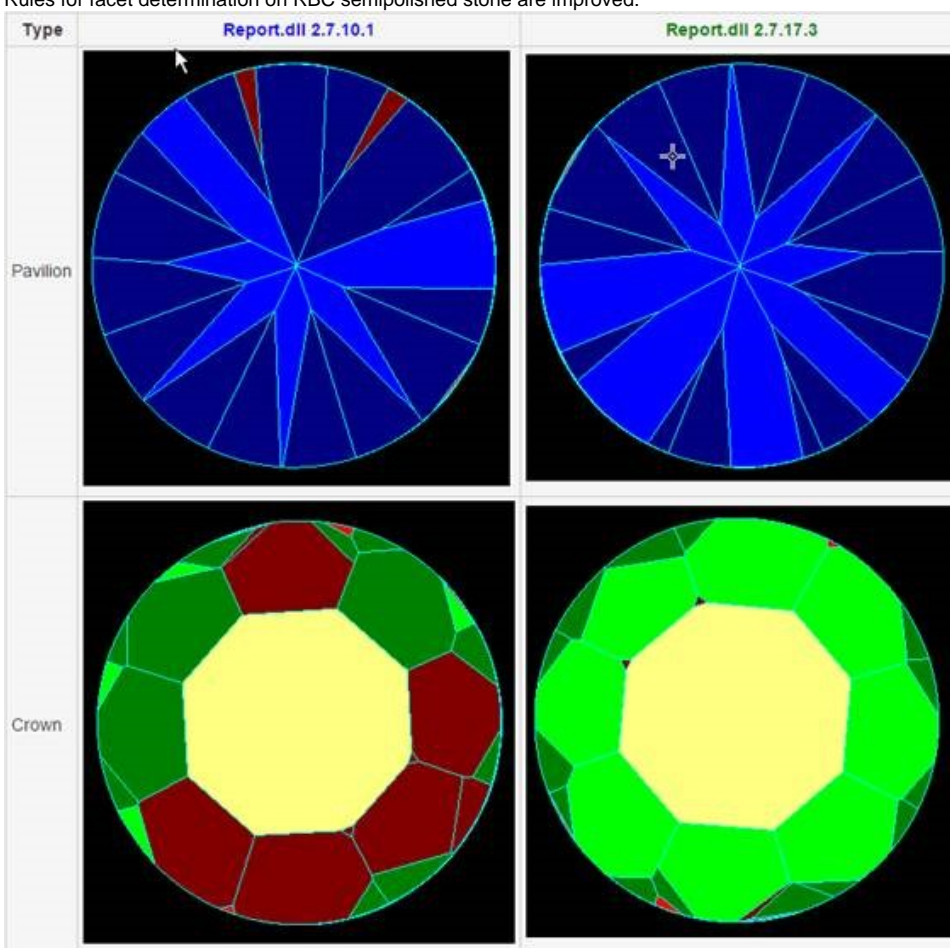 Rules for facet determination on RBC semipolished stone are improved.
Type Report.dll 2.7.10.1 Report.dll 2.7.17.3
Pavilion
Crown